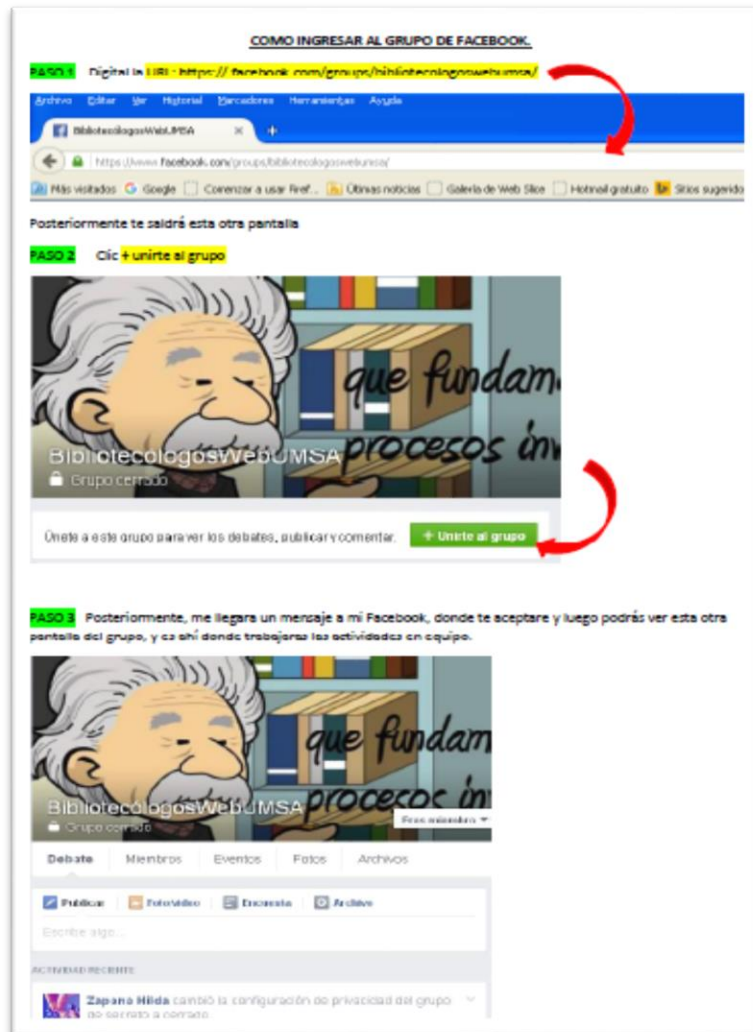 COMO INGRESAR AL GRUPO DE FACEBOOK.
PASO 1 Digital la URL: https:// facebook.com/groups/bibliotecologoswebumsa/
Archivo Editar Ver Historial Marcadores Herramientas Ayuda
BibliotecólogosWebUMSA
https://www.facebook.com/groups/bibliotecologoswebumsa/
Más visitados Google Comenzar a usar Firef... Últimas noticias Galería de Web Slice Hotmail gratuito Sitios sugerido
Posteriormente te saldrá esta otra pantalla
PASO 2 Clic + unirte al grupo
que fundam
procesos inv
BibliotecólogosWebUMSA
Grupo cerrado
Únete a este grupo para ver los debates, publicar y comentar. + Unirte al grupo
PASO 3 Posteriormente, me llegara un mensaje a mi Facebook, donde te aceptare y luego podrás ver esta otra
pantalla del grupo, y es ahí donde trabajaras las actividades en equipo.
que fundam
procesos in
BibliotecólogosWebUMSA
Grupo cerrado
Eres miembro
Debate Miembros Eventos Fotos Archivos
Publicar Foto/video Encuesta Archivo
Escribe algo...
ACTIVIDAD RECIENTE
Zapana Hilda cambió la configuración de privacidad del grupo
de secreto a cerrado.